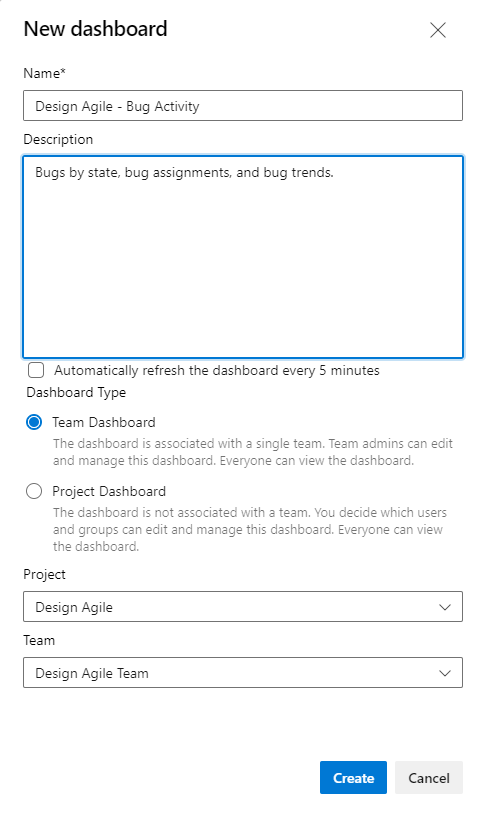 New dashboard
Name*
Design Agile - Bug Activity
Description
Bugs by state, bug assignments, and bug trends.
Automatically refresh the dashboard every 5 minutes
Dashboard Type
Team Dashboard
The dashboard is associated with a single team. Team admins can edit
and manage this dashboard. Everyone can view the dashboard.
Project Dashboard
The dashboard is not associated with a team. You decide which users
and groups can edit and manage this dashboard. Everyone can view
the dashboard.
Project
Design Agile
Team
Design Agile Team
Create Cancel